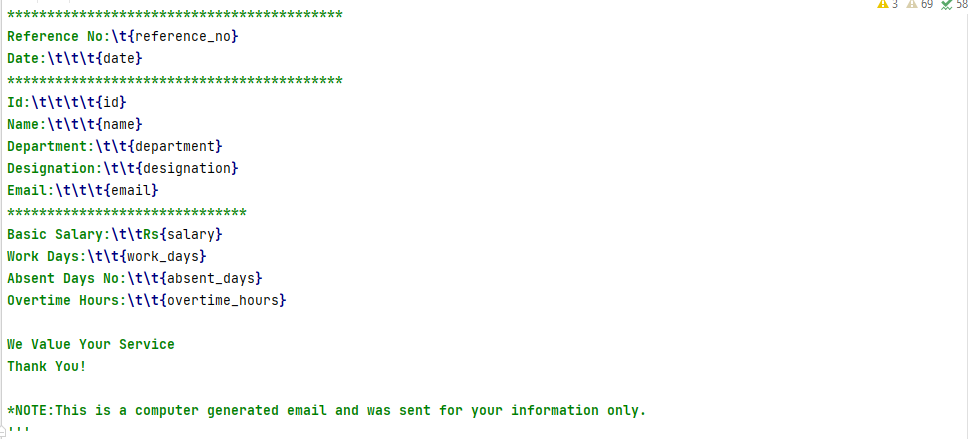 3 69 58
******************************************
Reference No:\t{reference_no}
Date:\t\t\t{date}
******************************************
Id:\t\t\t\t{id}
Name:\t\t\t{name}
Department:\t\t{department}
Designation:\t\t{designation}
Email:\t\t\t{email}
******************************
Basic Salary:\t\tRs{salary}
Work Days:\t\t{work_days}
Absent Days No:\t\t{absent_days}
Overtime Hours:\t\t{overtime_hours}
We Value Your Service
Thank You!
*NOTE:This is a computer generated email and was sent for your information only.
'''